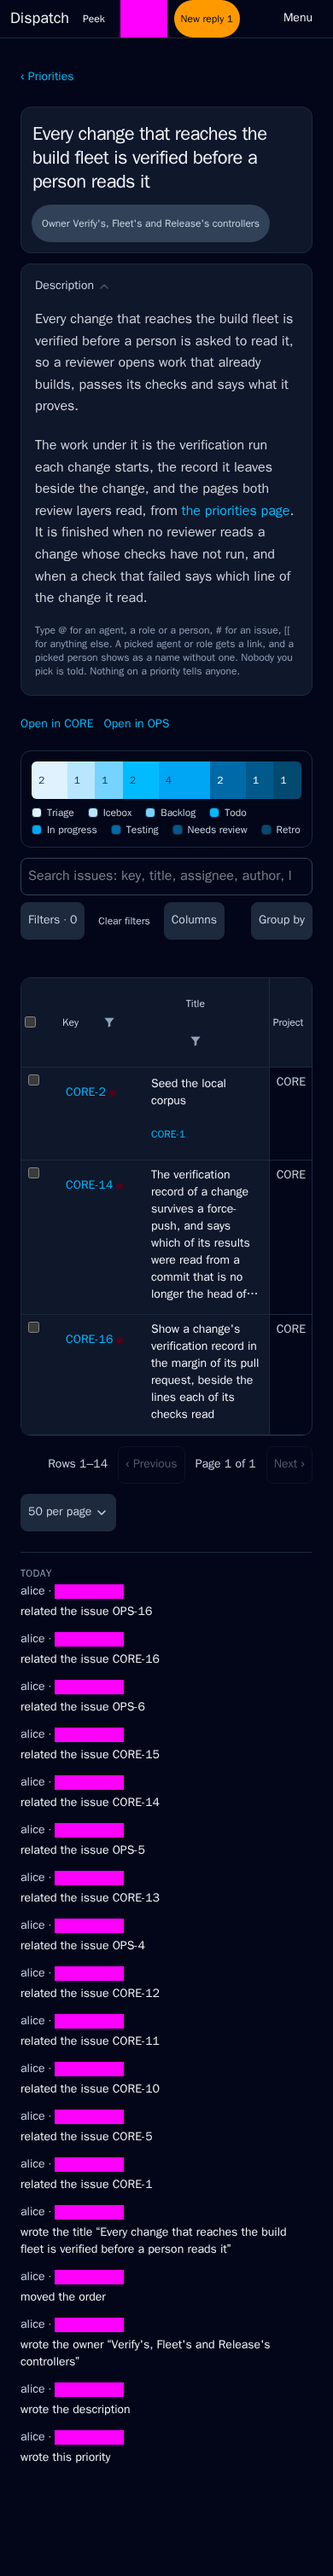 Dispatch Peek New reply 1 Menu
‹ Priorities
Every change that reaches the
build fleet is verified before a
person reads it
Owner Verify's, Fleet's and Release's controllers
Description
Every change that reaches the build fleet is
verified before a person is asked to read it,
so a reviewer opens work that already
builds, passes its checks and says what it
proves.
The work under it is the verification run
each change starts, the record it leaves
beside the change, and the pages both
review layers read, from the priorities page.
It is finished when no reviewer reads a
change whose checks have not run, and
when a check that failed says which line of
the change it read.
Type @ for an agent, a role or a person, # for an issue, [[
for anything else. A picked agent or role gets a link, and a
picked person shows as a name without one. Nobody you
pick is told. Nothing on a priority tells anyone.
Open in CORE Open in OPS
2 1 1 2 4 2 1 1
Triage Icebox Backlog Todo
In progress Testing Needs review Retro
Search issues: key, title, assignee, author, l
Filters · 0 Clear filters Columns Group by
Title
Key Project
CORE-2 Seed the local CORE
corpus
CORE-1
CORE-14 The verification CORE
record of a change
survives a force-
push, and says
which of its results
were read from a
commit that is no
longer the head of…
CORE-16 Show a change's CORE
verification record in
the margin of its pull
request, beside the
lines each of its
checks read
Rows 1–14 ‹ Previous Page 1 of 1 Next ›
50 per page
TODAY
alice ·
related the issue OPS-16
alice ·
related the issue CORE-16
alice ·
related the issue OPS-6
alice ·
related the issue CORE-15
alice ·
related the issue CORE-14
alice ·
related the issue OPS-5
alice ·
related the issue CORE-13
alice ·
related the issue OPS-4
alice ·
related the issue CORE-12
alice ·
related the issue CORE-11
alice ·
related the issue CORE-10
alice ·
related the issue CORE-5
alice ·
related the issue CORE-1
alice ·
wrote the title “Every change that reaches the build
fleet is verified before a person reads it”
alice ·
moved the order
alice ·
wrote the owner “Verify's, Fleet's and Release's
controllers”
alice ·
wrote the description
alice ·
wrote this priority